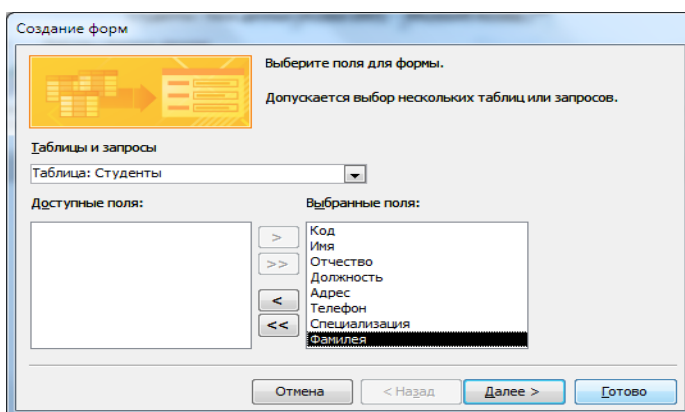 Создание форм
Выберите поля для формы.
Допускается выбор нескольких таблиц или запросов.
Таблицы и запросы
Таблица: Студенты
Доступные поля:
Выбранные поля:
>
>>
<
<<
Код
Имя
Отчество
Должность
Адрес
Телефон
Специализация
Фамилея
Отмена
< Назад
Далее >
Готово